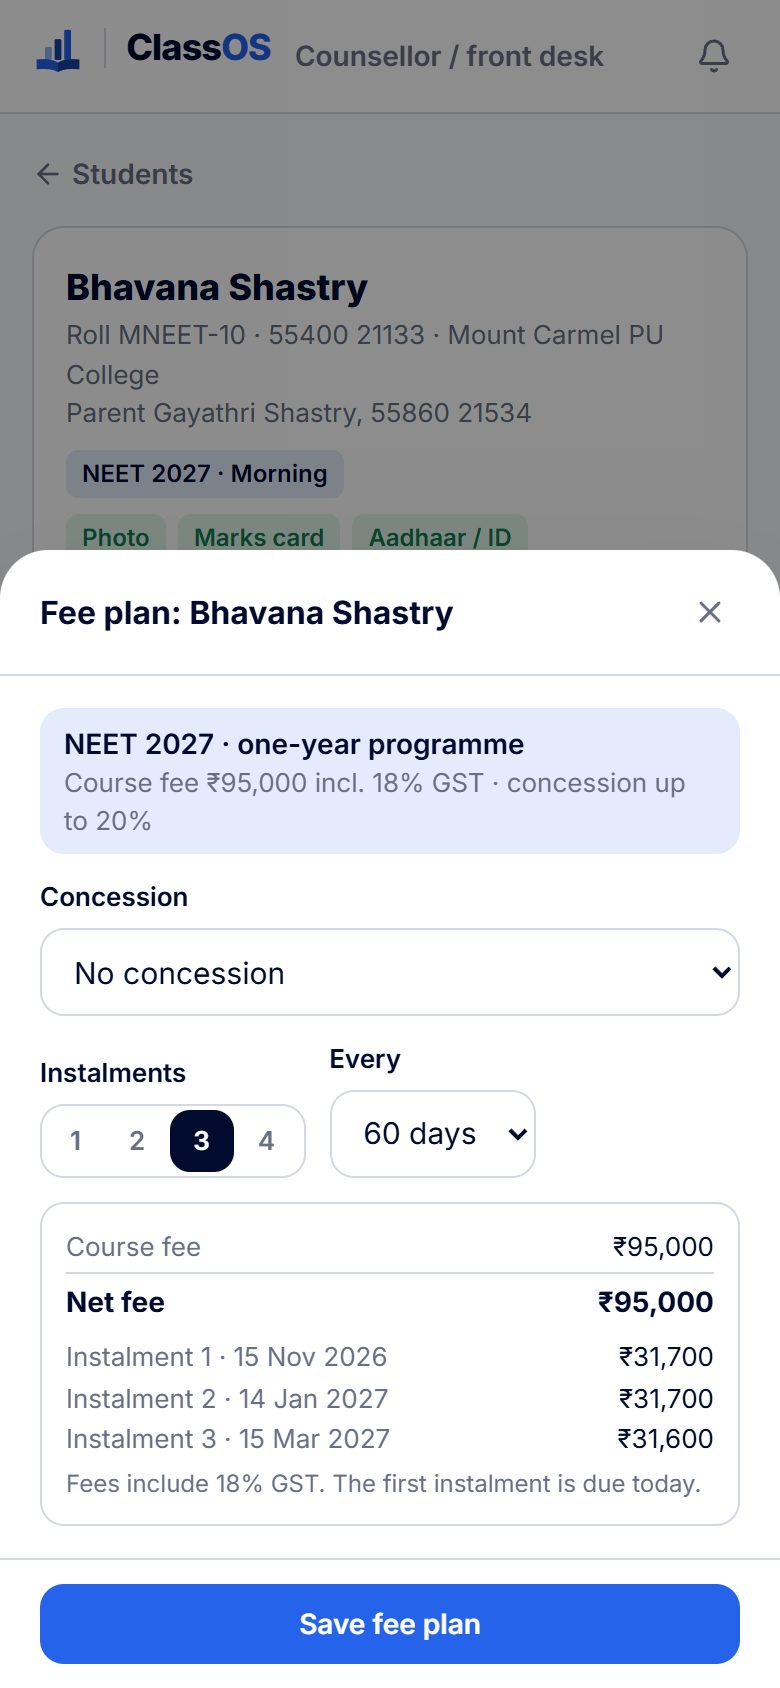 ClassOS Counsellor / front desk
← Students
Bhavana Shastry
Roll MNEET-10 · 55400 21133 · Mount Carmel PU
College
Parent Gayathri Shastry, 55860 21534
NEET 2027 · Morning
Photo Marks card Aadhaar / ID
Fee plan: Bhavana Shastry
NEET 2027 · one-year programme
Course fee ₹95,000 incl. 18% GST · concession up
to 20%
Concession
No concession
Instalments Every
1 2 3 4 60 days
Course fee ₹95,000
Net fee ₹95,000
Instalment 1 · 15 Nov 2026 ₹31,700
Instalment 2 · 14 Jan 2027 ₹31,700
Instalment 3 · 15 Mar 2027 ₹31,600
Fees include 18% GST. The first instalment is due today.
Save fee plan